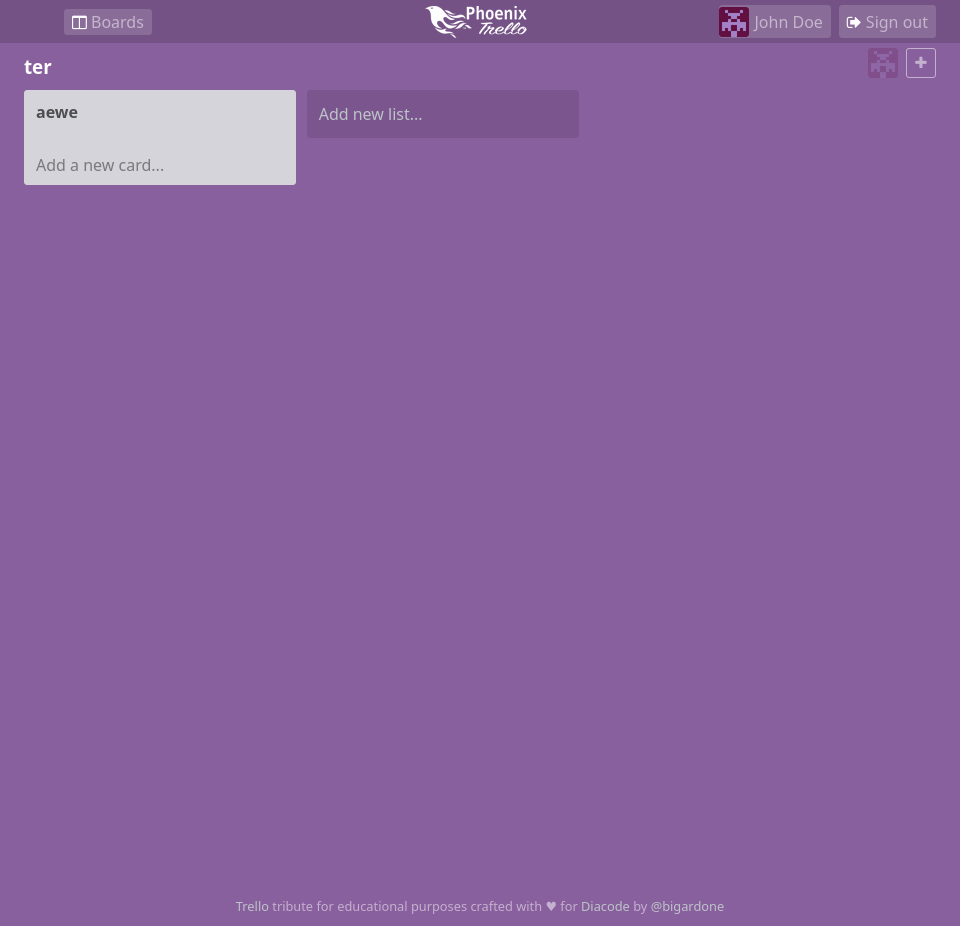 Boards
Phoenix
Trello
John Doe
Sign out
ter
aewe
Add new list...
Add a new card...
Trello tribute for educational purposes crafted with ♥ for Diacode by @bigardone